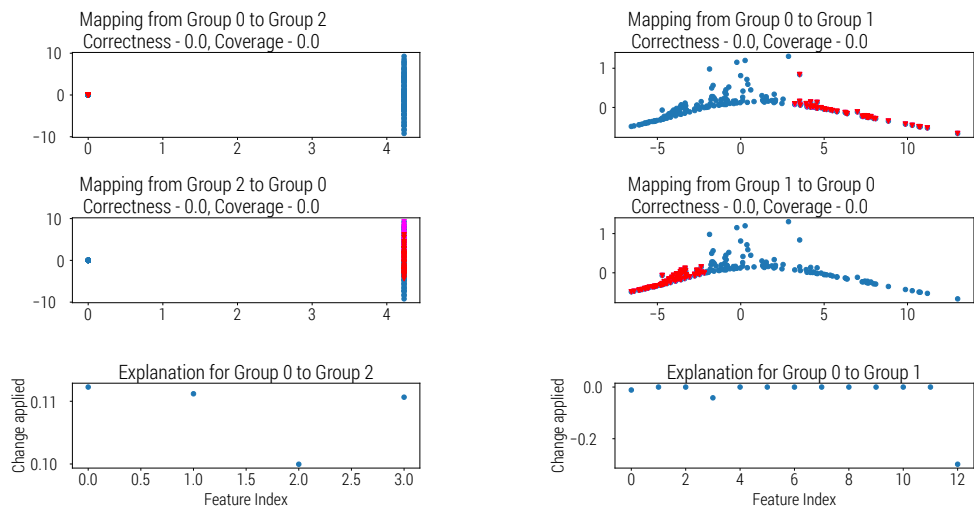 Mapping from Group 0 to Group 2
Correctness - 0.0, Coverage - 0.0
10
0
−10
0 1 2 3 4
Mapping from Group 0 to Group 1
Correctness - 0.0, Coverage - 0.0
1
0
−5 0 5 10
Mapping from Group 2 to Group 0
Correctness - 0.0, Coverage - 0.0
10
0
−10
0 1 2 3 4
Mapping from Group 1 to Group 0
Correctness - 0.0, Coverage - 0.0
1
0
−5 0 5 10
Explanation for Group 0 to Group 2
Change applied
0.11
0.10
0.0 0.5 1.0 1.5 2.0 2.5 3.0
Feature Index
Explanation for Group 0 to Group 1
Change applied
0.0
−0.2
0 2 4 6 8 10 12
Feature Index